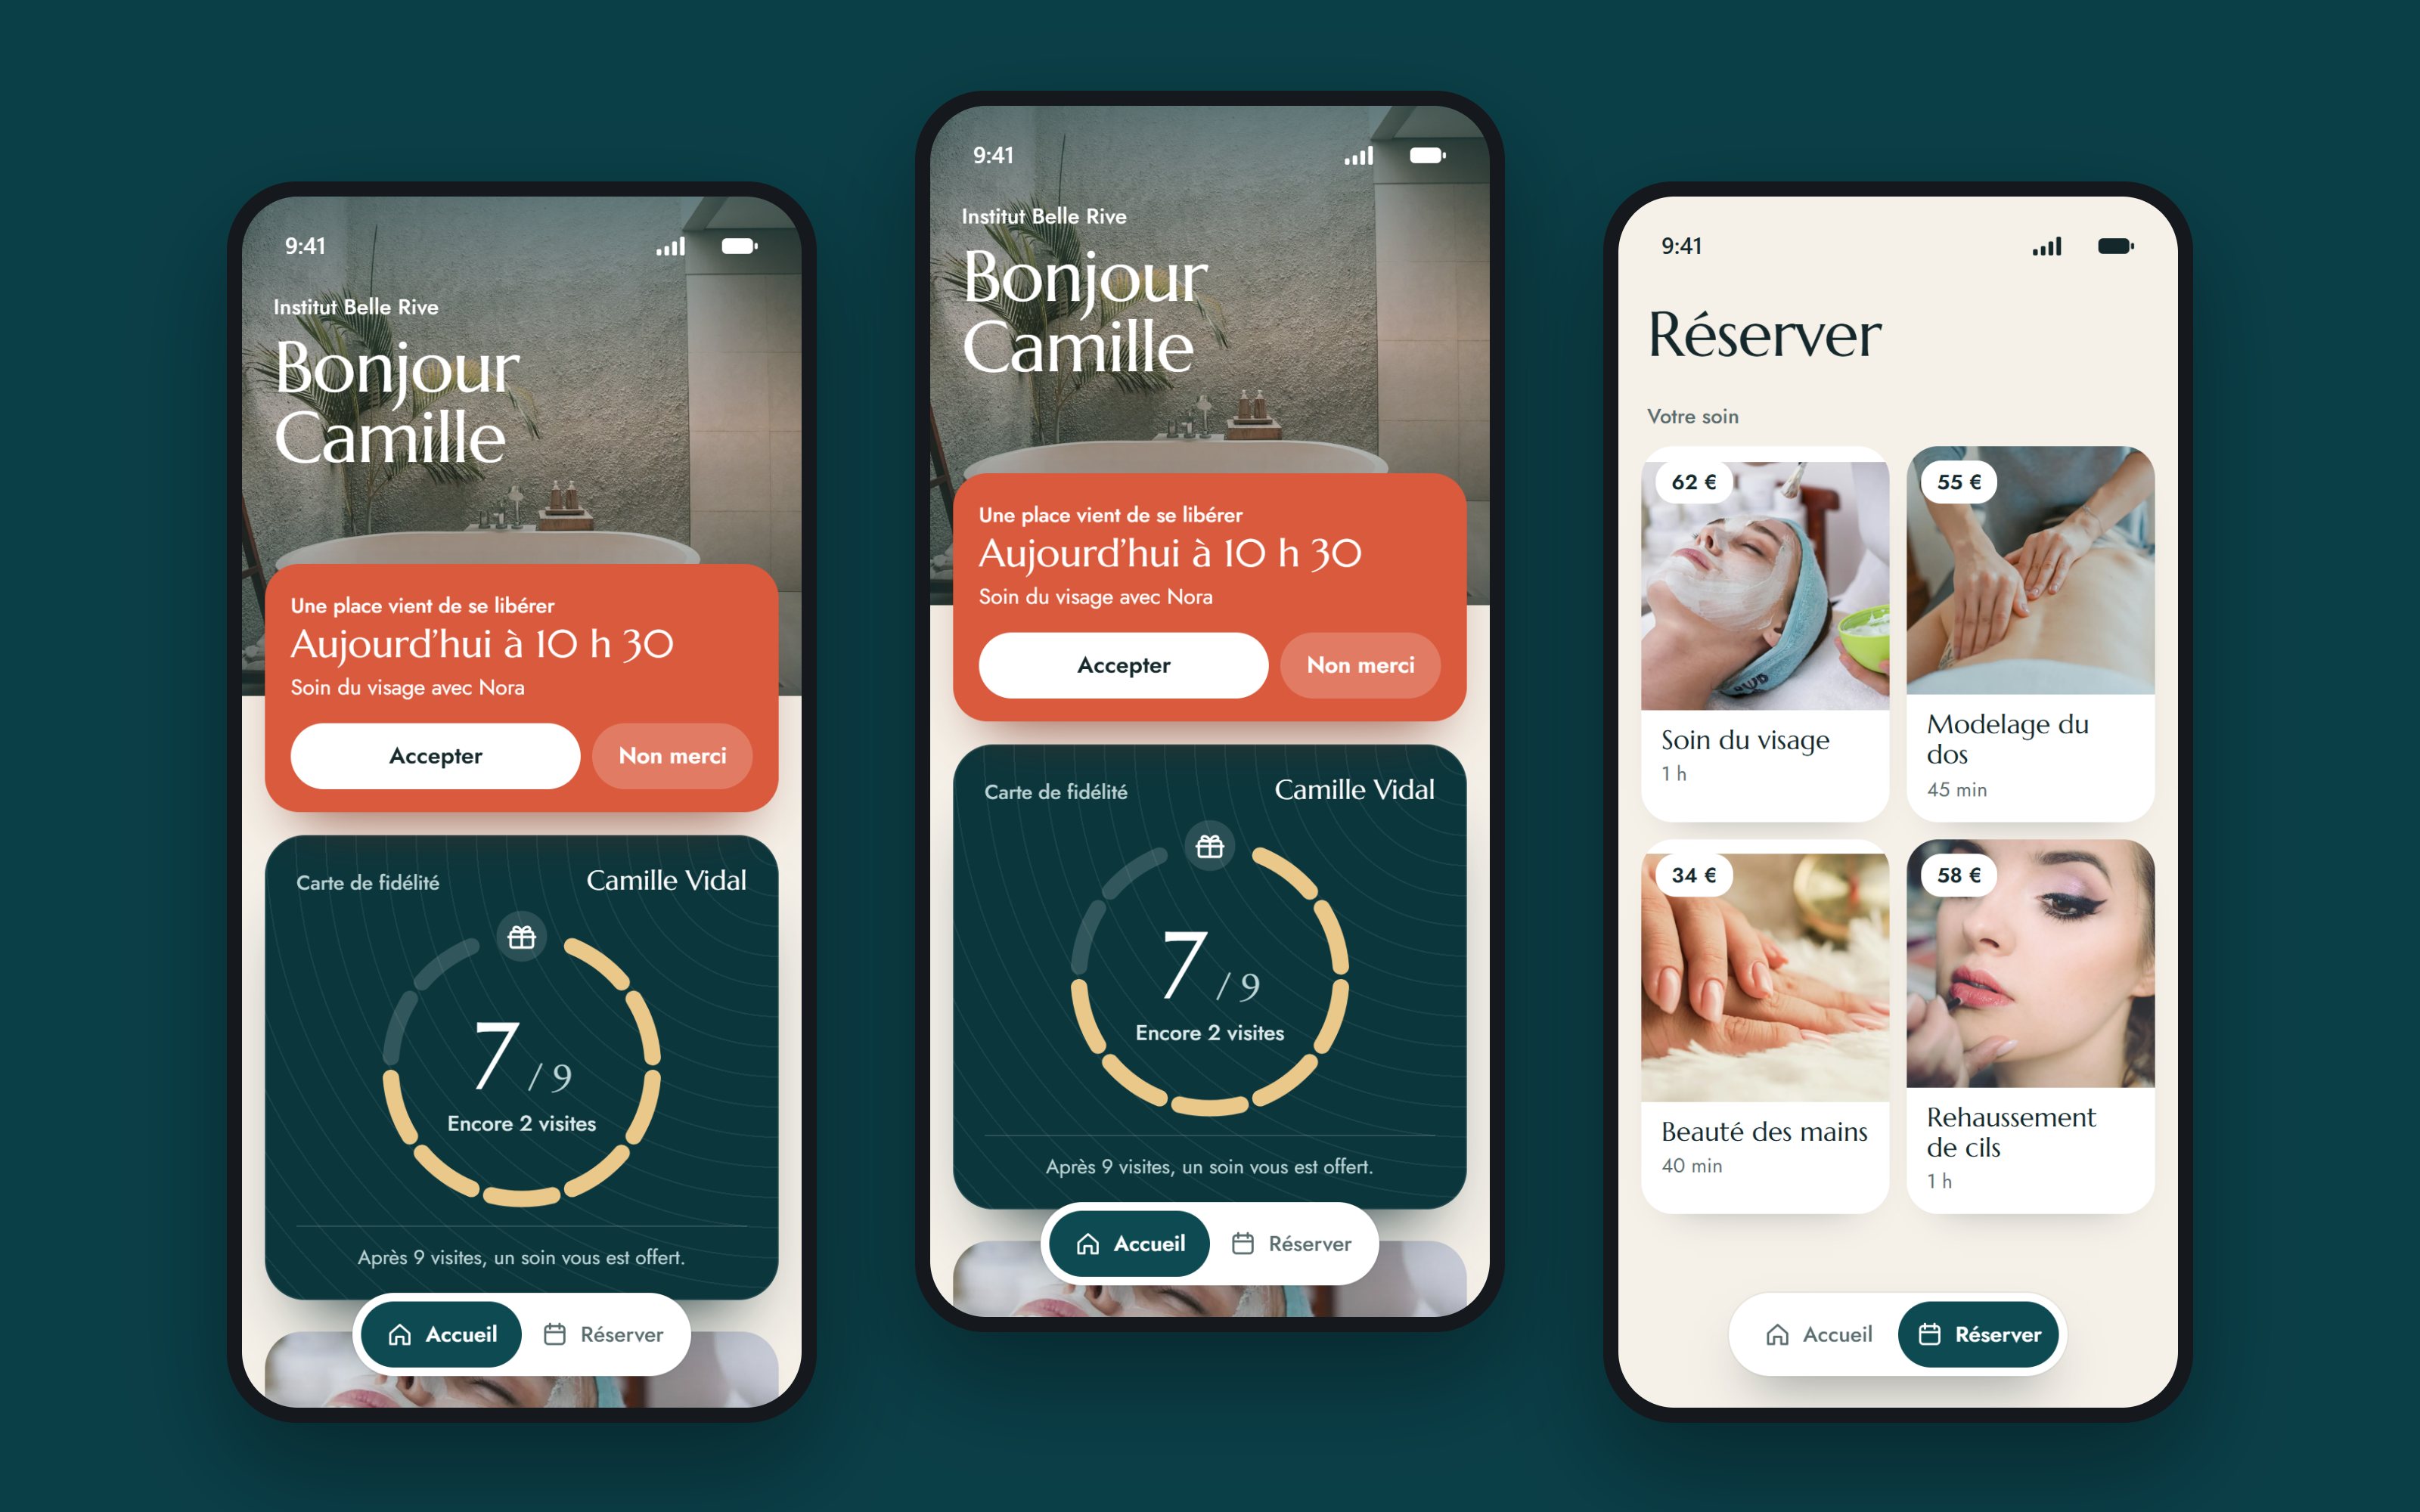 9:41
Institut Belle Rive
Bonjour
Camille
Une place vient de se libérer
Aujourd’hui à 10 h 30
Soin du visage avec Nora
Accepter
Non merci
Carte de fidélité
Camille Vidal
7 / 9
Encore 2 visites
Après 9 visites, un soin vous est offert.
Accueil
Réserver
9:41
Institut Belle Rive
Bonjour
Camille
Une place vient de se libérer
Aujourd’hui à 10 h 30
Soin du visage avec Nora
Accepter
Non merci
Carte de fidélité
Camille Vidal
7 / 9
Encore 2 visites
Après 9 visites, un soin vous est offert.
Accueil
Réserver
9:41
Réserver
Votre soin
62 €
Soin du visage
1 h
55 €
Modelage du
dos
45 min
34 €
Beauté des mains
40 min
58 €
Rehaussement
de cils
1 h
Accueil
Réserver